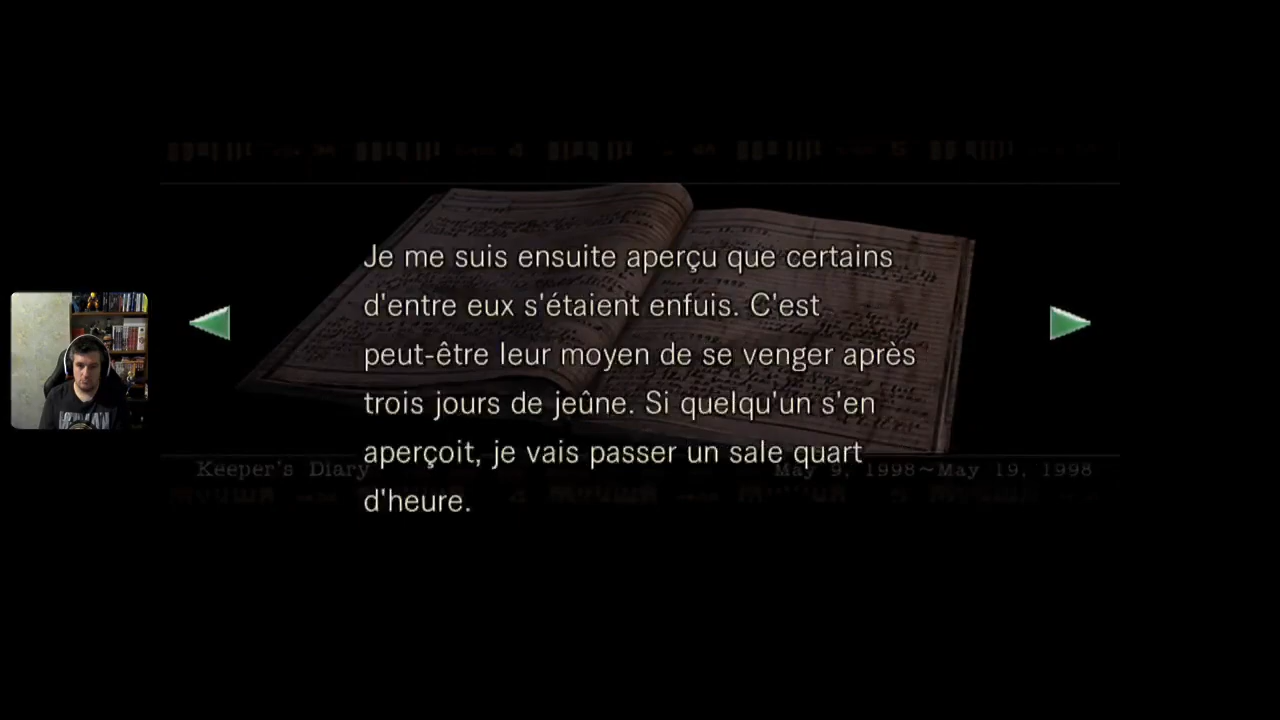 Je me suis ensuite aperçu que certains
d'entre eux s'étaient enfuis. C'est
peut-être leur moyen de se venger après
trois jours de jeûne. Si quelqu'un s'en
aperçoit, je vais passer un sale quart
d'heure.
Keeper's Diary
May 9, 1998~May 19, 1998